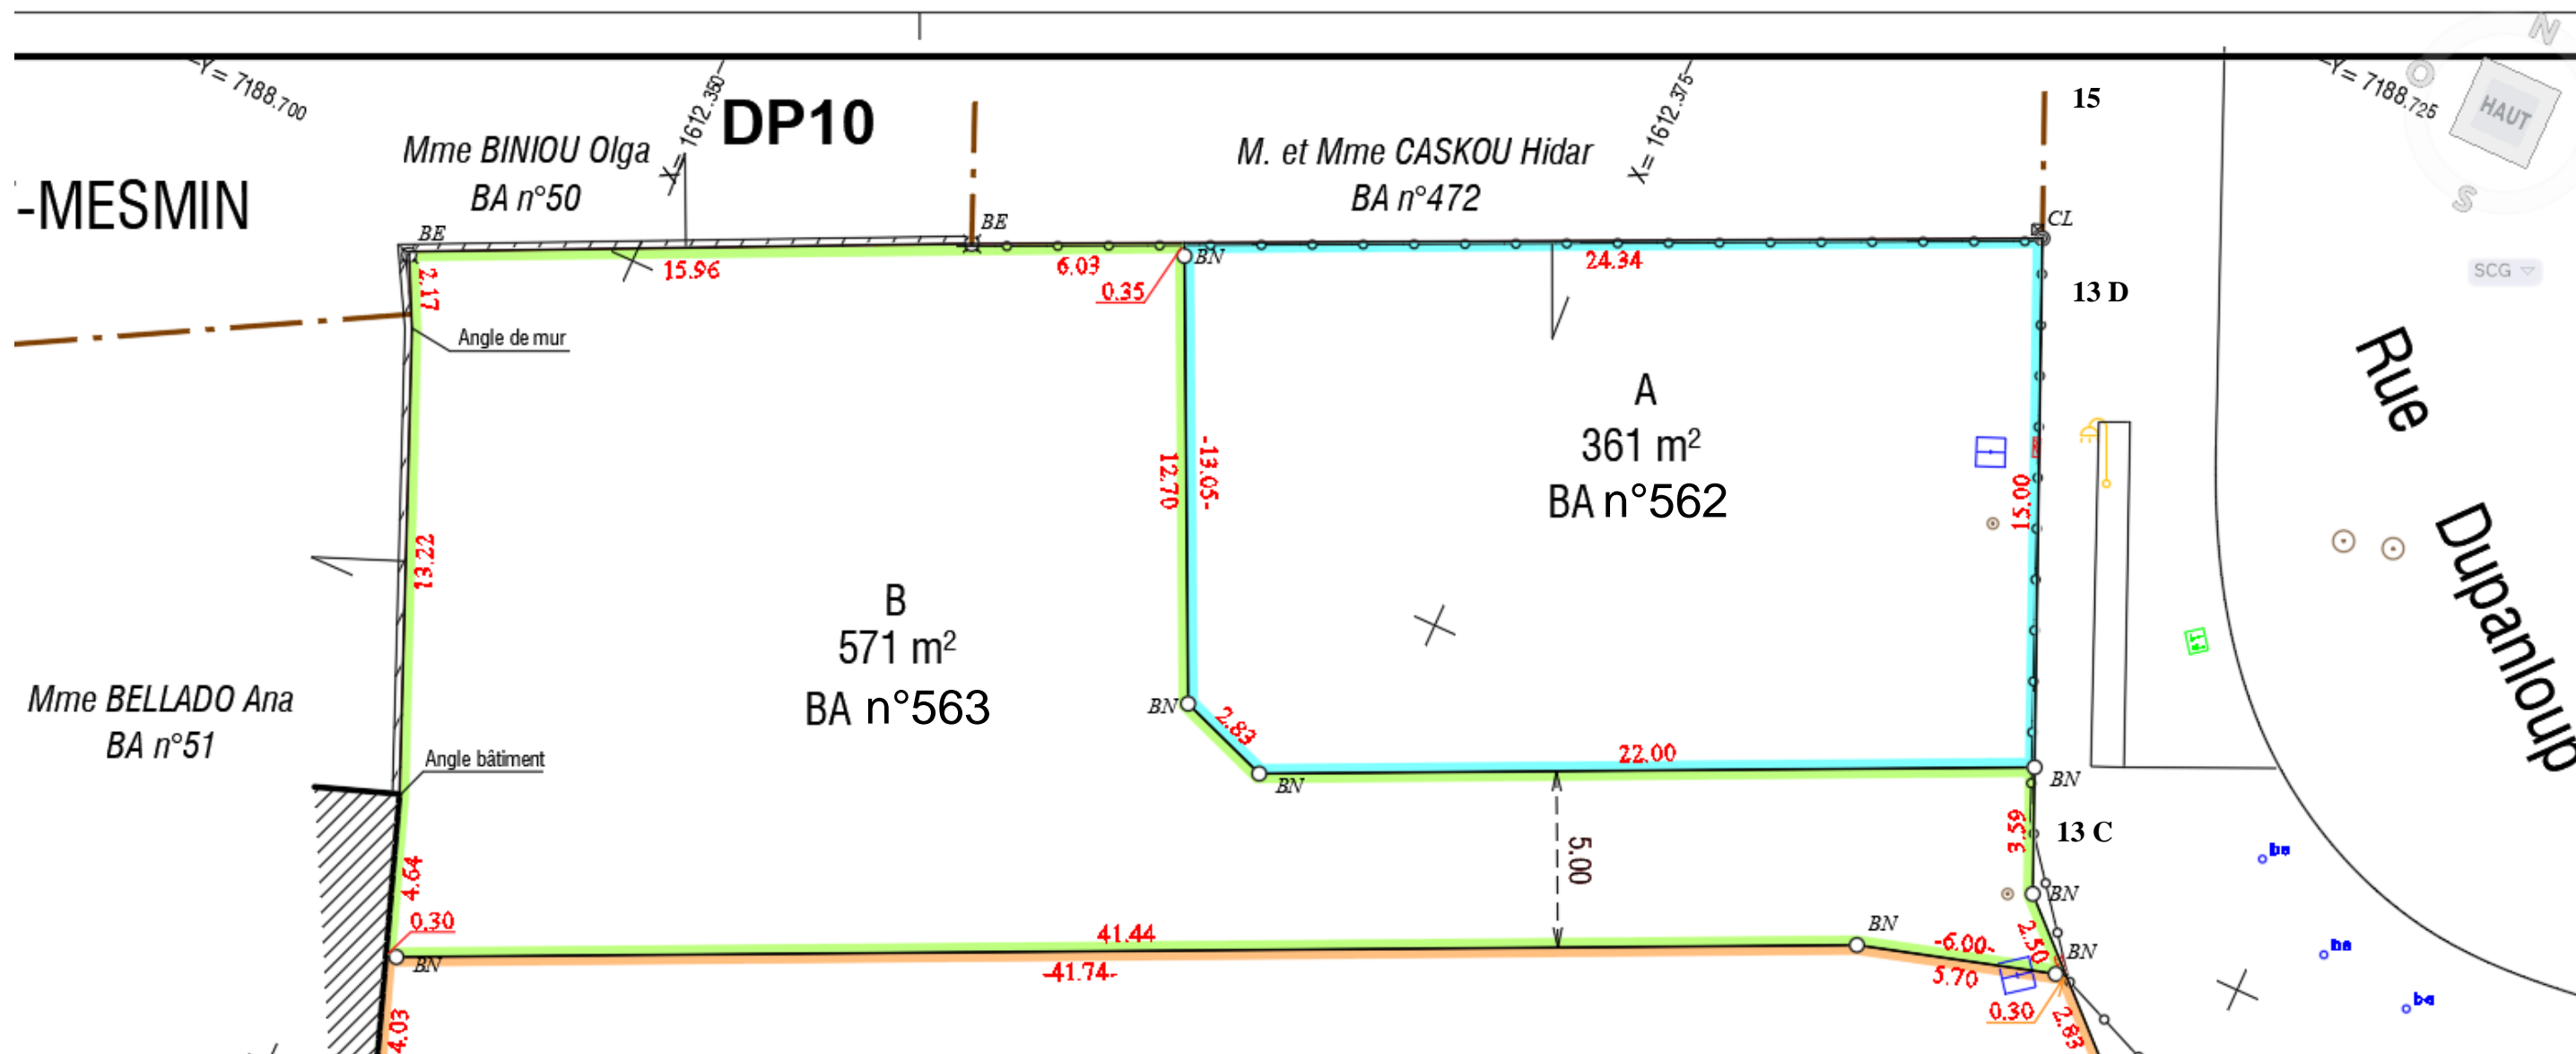 Y= 7188.700
X= 1612.350
DP10
X= 1612.375
15
Y= 7188.725
N
O
HAUT
S
SCG
-MESMIN
Mme BINIOU Olga
BA n°50
M. et Mme CASKOU Hidar
BA n°472
BE
BE
CL
15.96
6.03
BN
24.34
0.35
2.17
13 D
Angle de mur
Rue Dupanloup
A
361 m²
BA n°562
-13.05-
12.70
15.00
13.22
B
571 m²
BA n°563
Mme BELLADO Ana
BA n°51
Angle bâtiment
BN
2.83
22.00
BN
BN
3.59
13 C
5.00
ba
4.64
0.30
41.44
BN
BN
-6.00-
2.50
BN
ba
BN
-41.74-
5.70
0.30
ba
4.03
2.83